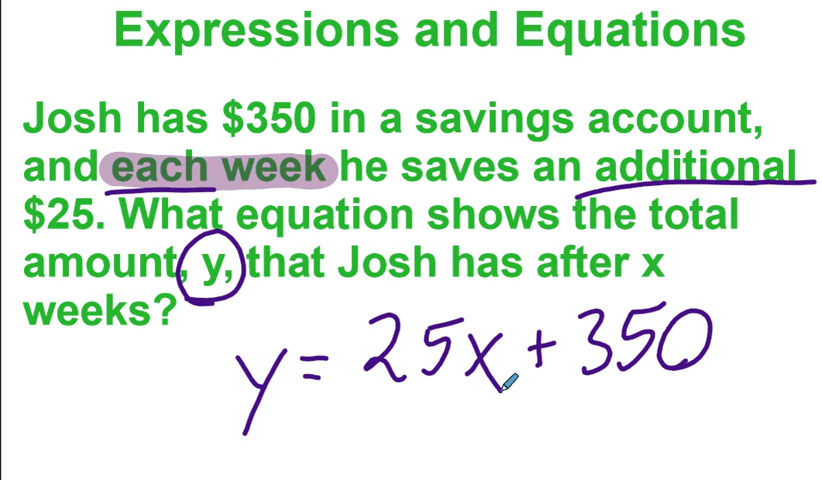 Expressions and Equations
Josh has $350 in a savings account,
and each week he saves an additional
$25. What equation shows the total
amount, y, that Josh has after x
weeks?
y = 25x + 350